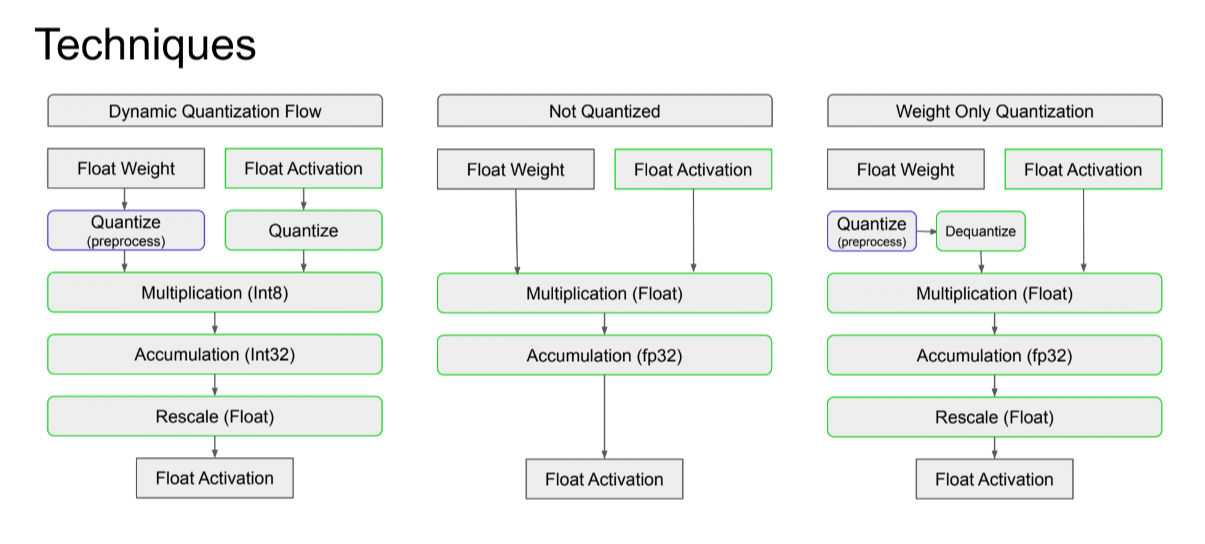 Techniques
Dynamic Quantization Flow
Float Weight
Float Activation
Quantize
(preprocess)
Quantize
Multiplication (Int8)
Accumulation (Int32)
Rescale (Float)
Float Activation
Not Quantized
Float Weight
Float Activation
Multiplication (Float)
Accumulation (fp32)
Float Activation
Weight Only Quantization
Float Weight
Float Activation
Quantize
(preprocess)
Dequantize
Multiplication (Float)
Accumulation (fp32)
Rescale (Float)
Float Activation